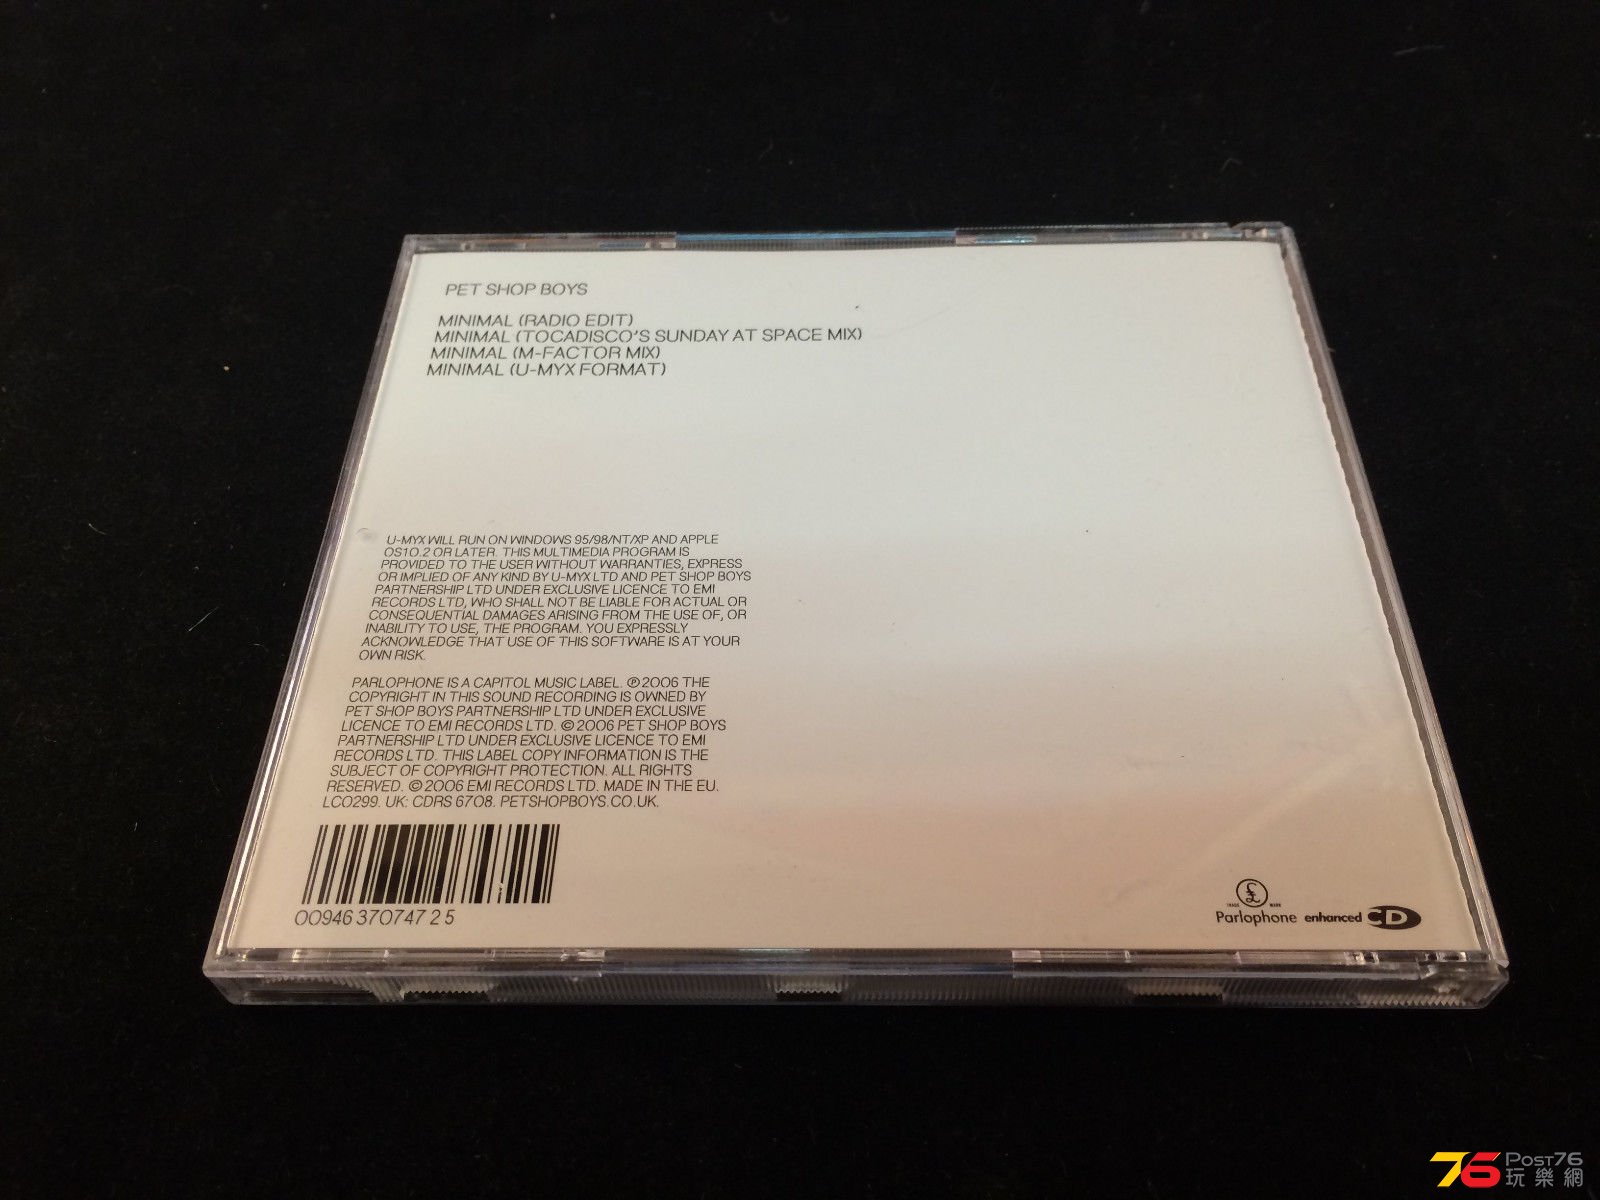 PET SHOP BOYS
MINIMAL (RADIO EDIT)
MINIMAL (TOCADISCO'S SUNDAY AT SPACE MIX)
MINIMAL (M-FACTOR MIX)
MINIMAL (U-MYX FORMAT)
U-MYX WILL RUN ON WINDOWS 95/98/NT/XP AND APPLE
OS10.2 OR LATER. THIS MULTIMEDIA PROGRAM IS
PROVIDED TO THE USER WITHOUT WARRANTIES, EXPRESS
OR IMPLIED OF ANY KIND BY U-MYX LTD AND PET SHOP BOYS
PARTNERSHIP LTD UNDER EXCLUSIVE LICENCE TO EMI
RECORDS LTD, WHO SHALL NOT BE LIABLE FOR ACTUAL OR
CONSEQUENTIAL DAMAGES ARISING FROM THE USE OF, OR
INABILITY TO USE, THE PROGRAM. YOU EXPRESSLY
ACKNOWLEDGE THAT USE OF THIS SOFTWARE IS AT YOUR
OWN RISK.
PARLOPHONE IS A CAPITOL MUSIC LABEL. ℗ 2006 THE
COPYRIGHT IN THIS SOUND RECORDING IS OWNED BY
PET SHOP BOYS PARTNERSHIP LTD UNDER EXCLUSIVE
LICENCE TO EMI RECORDS LTD. © 2006 PET SHOP BOYS
PARTNERSHIP LTD UNDER EXCLUSIVE LICENCE TO EMI
RECORDS LTD. THIS LABEL COPY INFORMATION IS THE
SUBJECT OF COPYRIGHT PROTECTION. ALL RIGHTS
RESERVED. © 2006 EMI RECORDS LTD. MADE IN THE EU.
LC0299. UK: CDRS 6708. PETSHOPBOYS.CO.UK.
00946 370747 2 5
£
TRADE MARK
Parlophone
enhanced CD
76 POST76
玩樂網